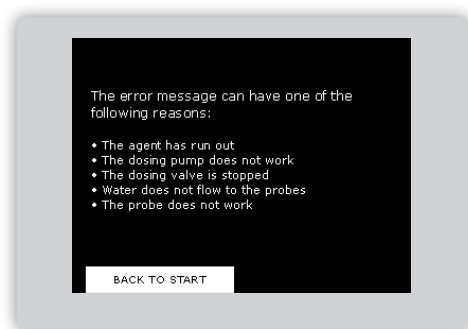 The error message can have one of the
following reasons:
• The agent has run out
• The dosing pump does not work
• The dosing valve is stopped
• Water does not flow to the probes
• The probe does not work
BACK TO START